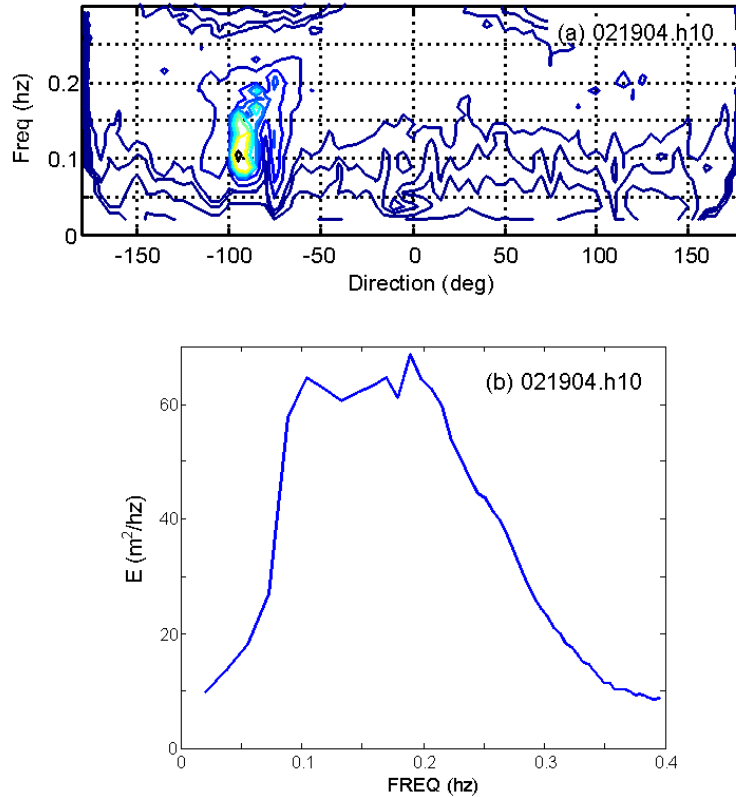 (a) 021904.h10
Freq (hz)
0.2
0.1
0
-150 -100 -50 0 50 100 150
Direction (deg)
(b) 021904.h10
E (m²/hz)
60
40
20
0
0 0.1 0.2 0.3 0.4
FREQ (hz)